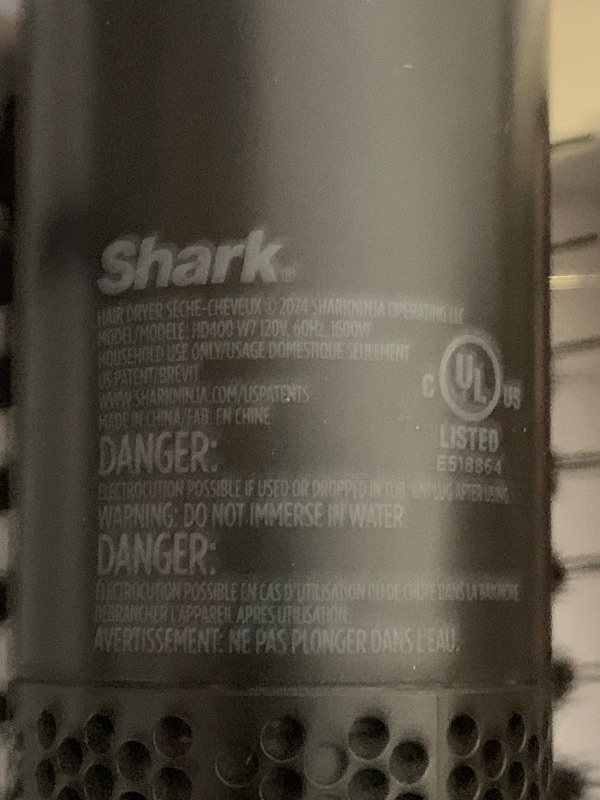 Shark®
HAIR DRYER SÈCHE-CHEVEUX © 2024 SHARKNINJA OPERATING LLC
MODEL/MODÈLE: HD400 W7 120V, 60Hz, 1600W
HOUSEHOLD USE ONLY/USAGE DOMESTIQUE SEULEMENT
US PATENT/BREVET
WWW.SHARKNINJA.COM/USPATENTS
MADE IN CHINA/FAB. EN CHINE
C UL US
LISTED
E518864
DANGER:
ELECTROCUTION POSSIBLE IF USED OR DROPPED IN TUB. UNPLUG AFTER USING.
WARNING: DO NOT IMMERSE IN WATER
DANGER:
ÉLECTROCUTION POSSIBLE EN CAS D'UTILISATION OU DE CHUTE DANS LA BAIGNOIRE
DÉBRANCHER L'APPAREIL APRÈS UTILISATION.
AVERTISSEMENT: NE PAS PLONGER DANS L'EAU.